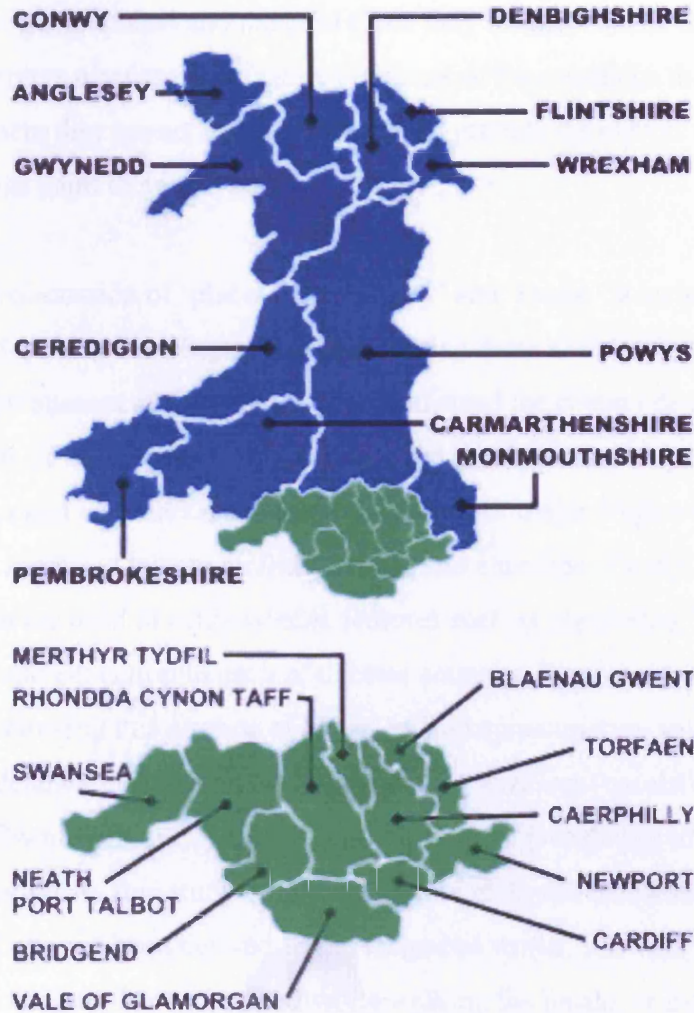 CONWY
DENBIGHSHIRE
ANGLESEY
FLINTSHIRE
GWYNEDD
WREXHAM
CEREDIGION
POWYS
CARMARTHENSHIRE
MONMOUTHSHIRE
PEMBROKESHIRE
MERTHYR TYDFIL
BLAENAU GWENT
RHONDDA CYNON TAFF
TORFAEN
SWANSEA
CAERPHILLY
NEATH
PORT TALBOT
NEWPORT
BRIDGEND
CARDIFF
VALE OF GLAMORGAN